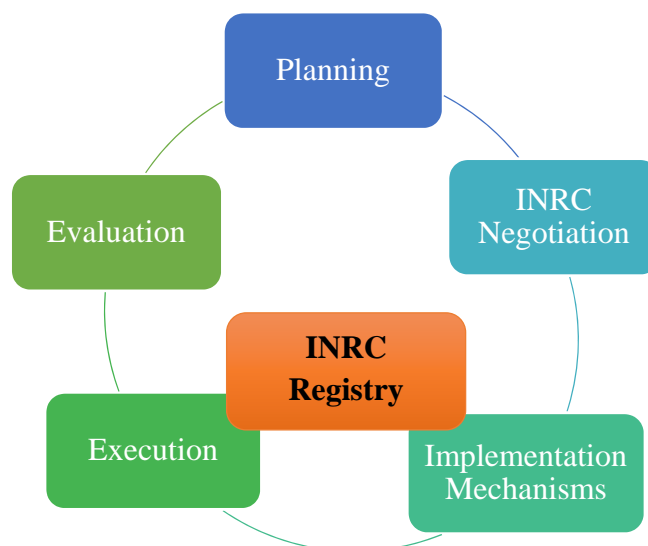 Planning
INRC
Negotiation
Evaluation
INRC
Registry
Execution
Implementation
Mechanisms